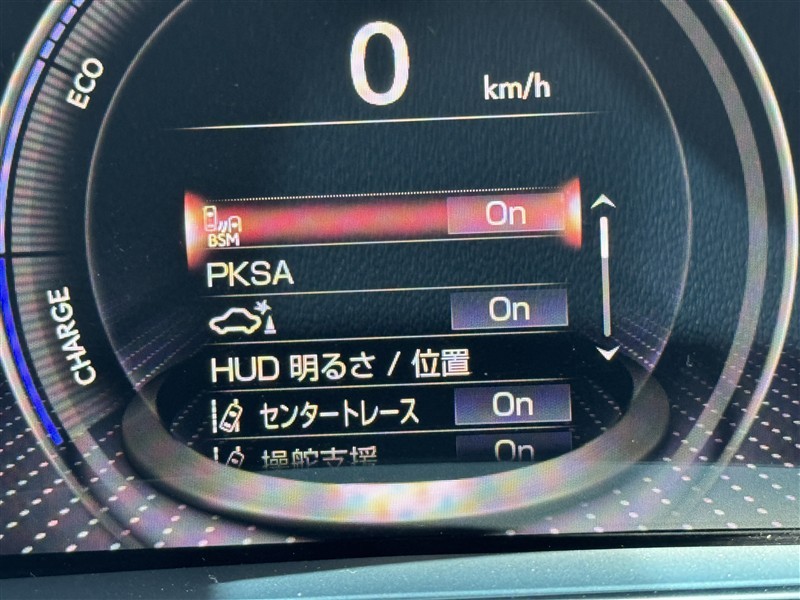 0
km/h
ECO
BSM
On
PKSA
On
HUD 明るさ / 位置
センタートレース
On
操舵支援
On
CHARGE